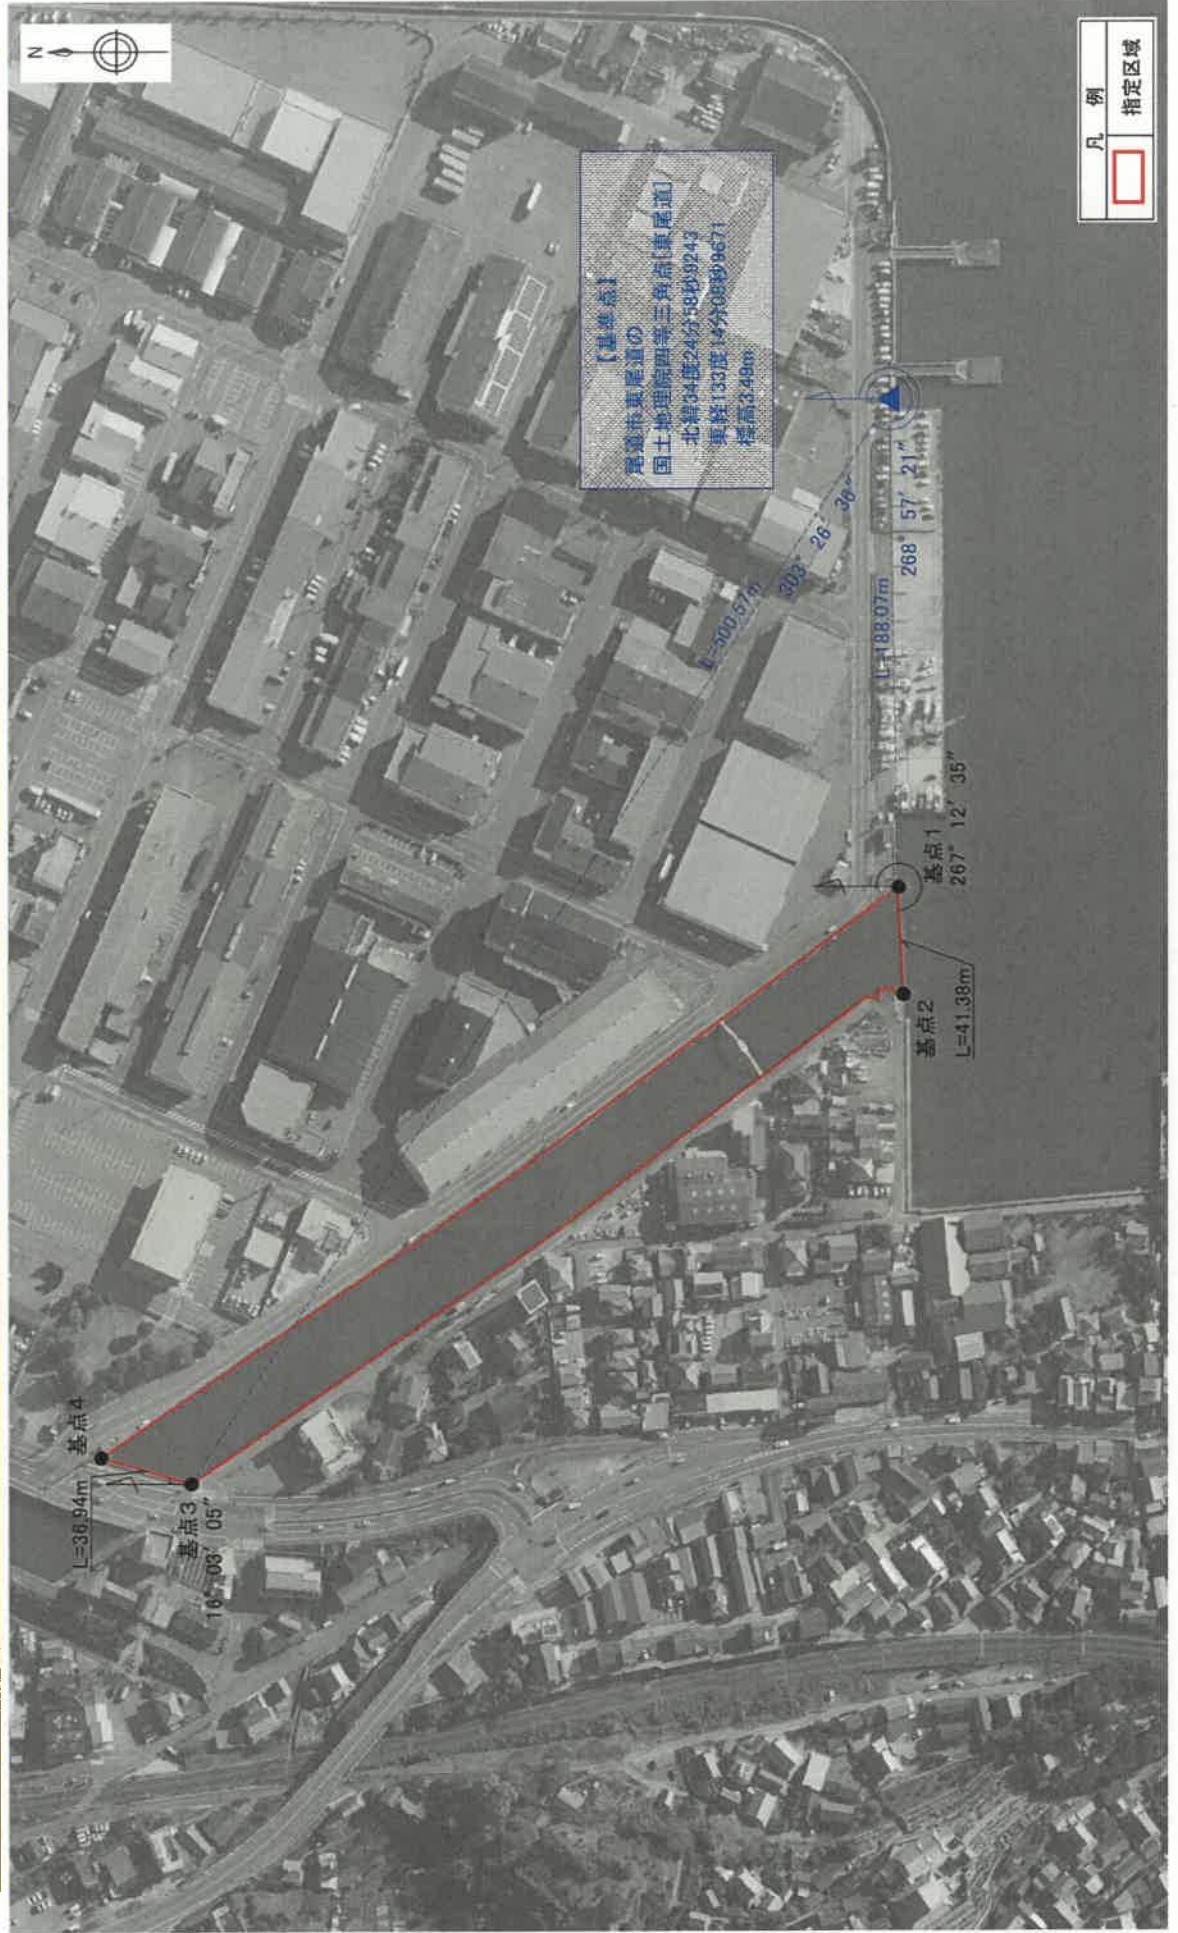 N
凡 例
指定区域
【基準点】
尾道市東尾道の
国土地理院四等三角点[東尾道]
北緯34度24分58秒9243
東経133度14分08秒9671
標高3.49m
L=500.57m
303° 26′ 36″
L=188.07m
268° 57′ 21″
基点1
267° 12′ 35″
基点2
L=41.38m
基点4
L=36.94m
基点3
16° 03′ 05″